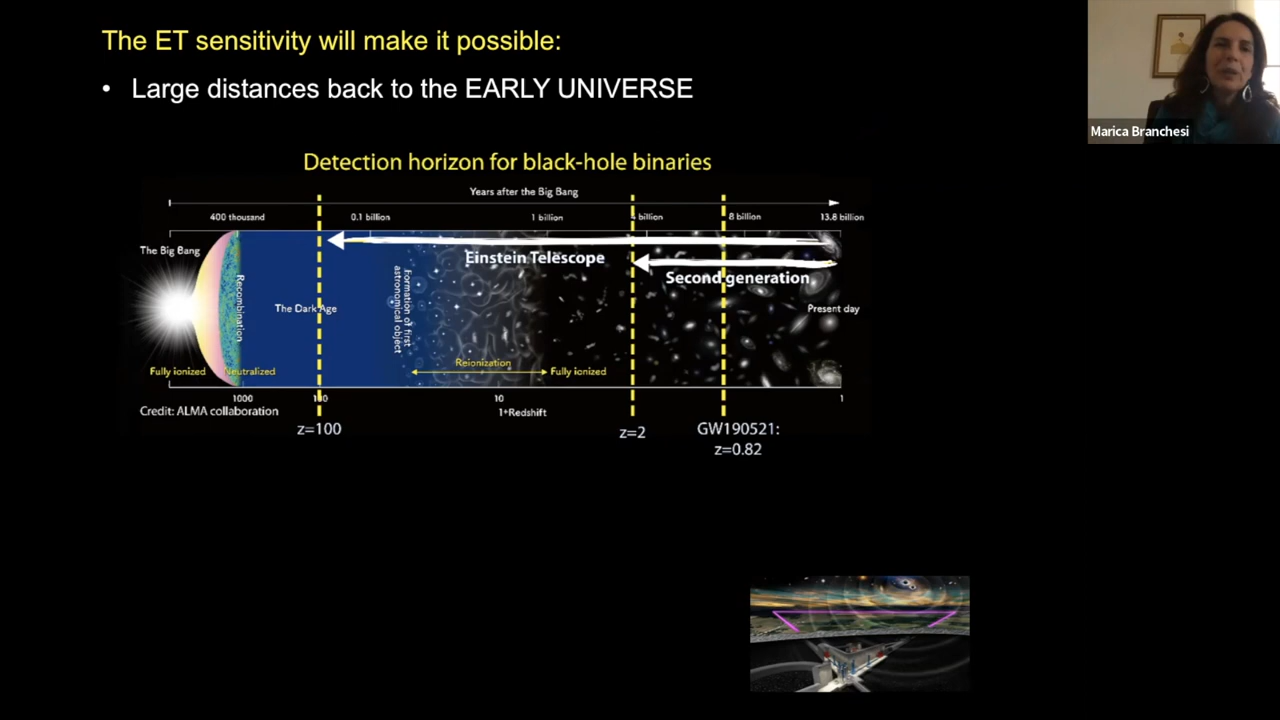 The ET sensitivity will make it possible:
• Large distances back to the EARLY UNIVERSE
Marica Branchesi
Detection horizon for black-hole binaries
Years after the Big Bang
400 thousand
0.1 billion
1 billion
billion
8 billion
13.8 billion
The Big Bang
Einstein Telescope
Second generation
Recombination
The Dark Age
Formation of first
astronomical object
Present day
Reionization
Fully ionized
Neutralized
Fully ionized
1000
100
10
1
Credit: ALMA collaboration
1+Redshift
z=100
z=2
GW190521:
z=0.82